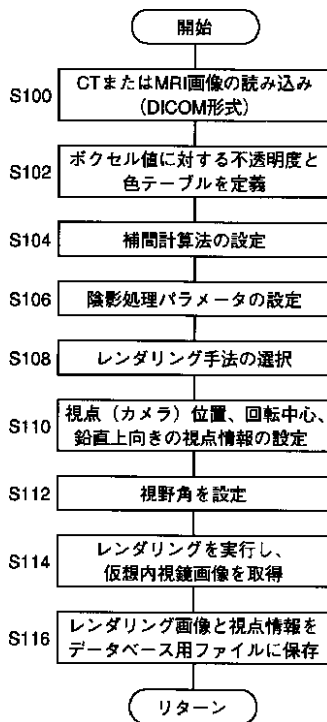 開始
S100
CTまたはMRI画像の読み込み
(DICOM形式)
S102
ボクセル値に対する不透明度と
色テーブルを定義
S104
補間計算法の設定
S106
陰影処理パラメータの設定
S108
レンダリング手法の選択
S110
視点（カメラ）位置、回転中心、
鉛直上向きの視点情報の設定
S112
視野角を設定
S114
レンダリングを実行し、
仮想内視鏡画像を取得
S116
レンダリング画像と視点情報を
データベース用ファイルに保存
リターン